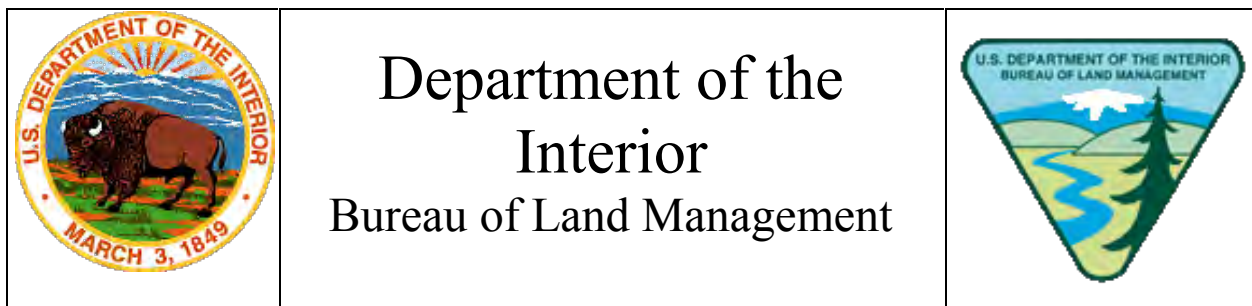 U.S. DEPARTMENT OF THE INTERIOR
MARCH 3, 1849
Department of the
Interior
Bureau of Land Management
U.S. DEPARTMENT OF THE INTERIOR
BUREAU OF LAND MANAGEMENT